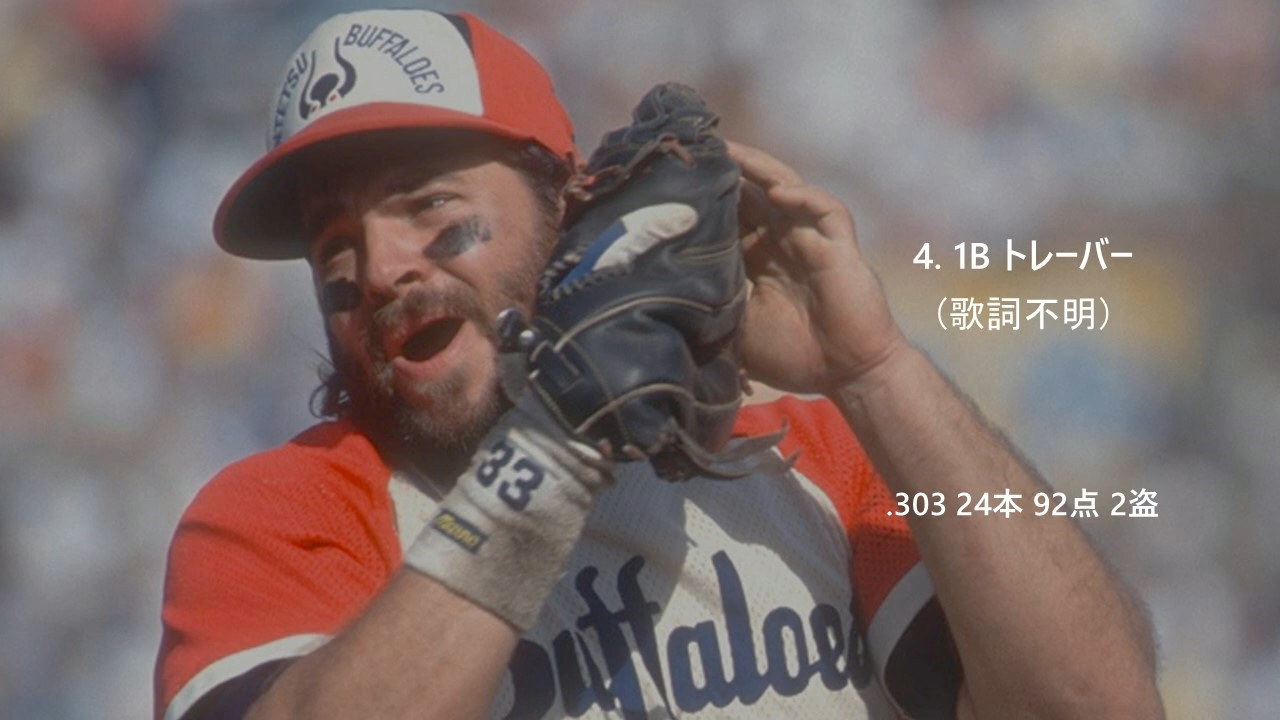 BUFFALOES
4. 1B トレーバー
（歌詞不明）
33
.303 24本 92点 2盗
Buffaloes